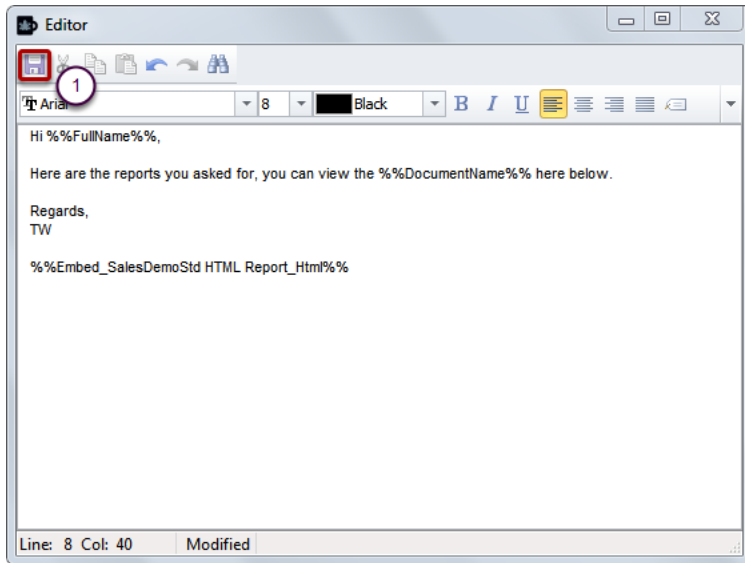 Editor
1
Arial 8 Black B I U
Hi %%FullName%%,
Here are the reports you asked for, you can view the %%DocumentName%% here below.
Regards,
TW
%%Embed_SalesDemoStd HTML Report_Html%%
Line: 8 Col: 40 Modified